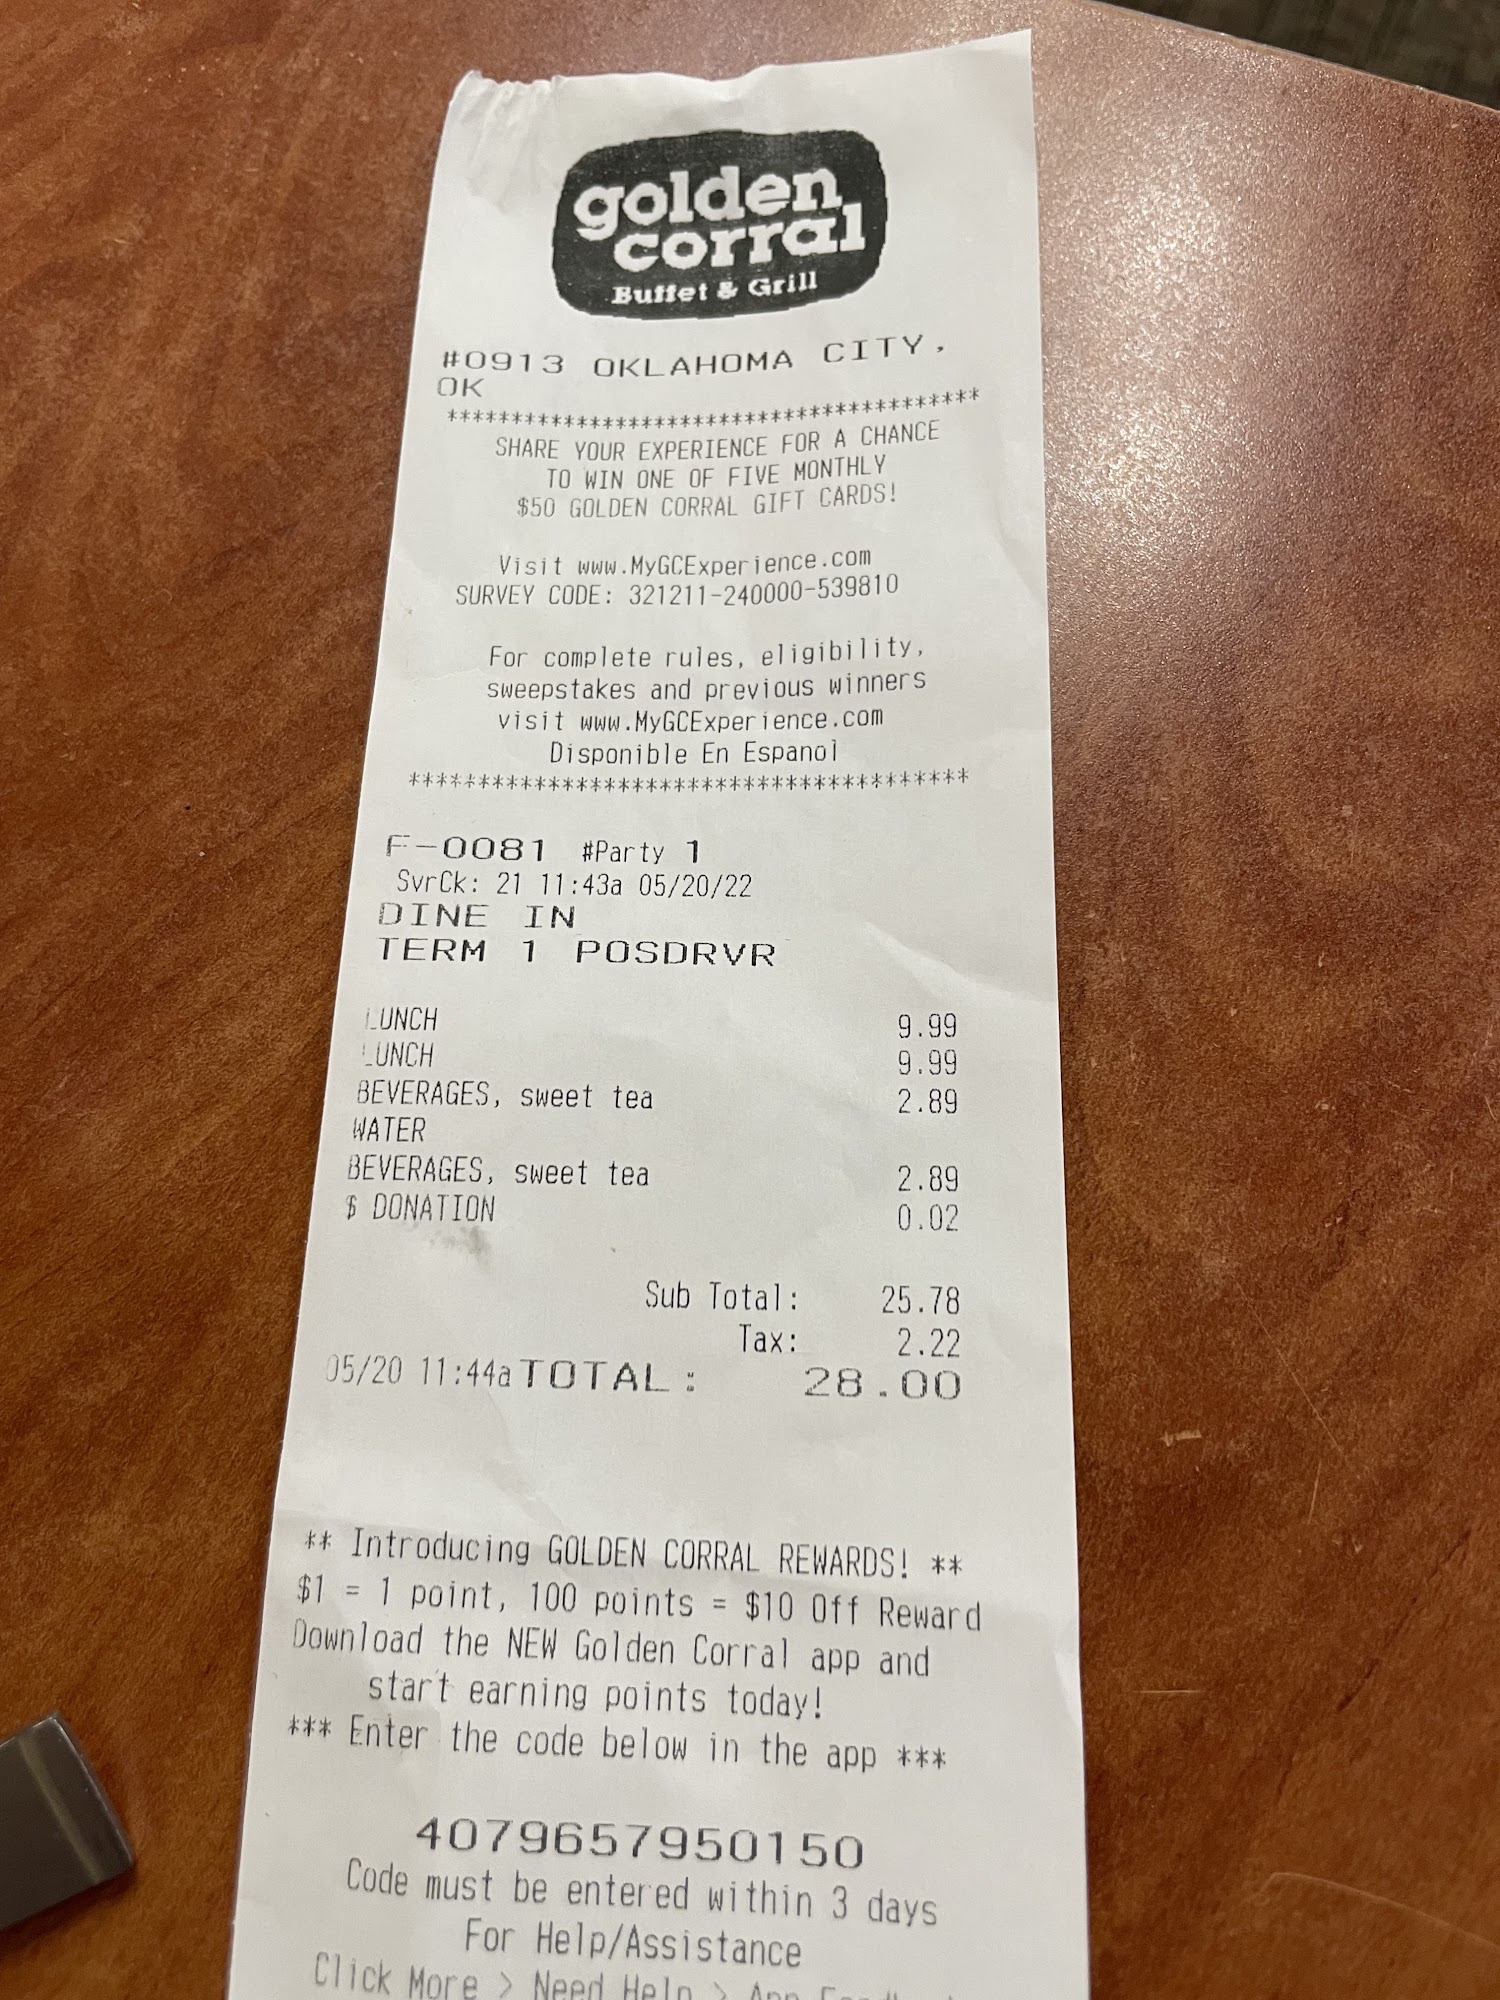 golden
corral
Buffet & Grill
#0913 OKLAHOMA CITY,
OK
****************************************
SHARE YOUR EXPERIENCE FOR A CHANCE
TO WIN ONE OF FIVE MONTHLY
$50 GOLDEN CORRAL GIFT CARDS!
Visit www.MyGCExperience.com
SURVEY CODE: 321211-240000-539810
For complete rules, eligibility,
sweepstakes and previous winners
visit www.MyGCExperience.com
Disponible En Espanol
****************************************
F-0081 #Party 1
SvrCk: 21 11:43a 05/20/22
DINE IN
TERM 1 POSDRVR
LUNCH 9.99
LUNCH 9.99
BEVERAGES, sweet tea 2.89
WATER
BEVERAGES, sweet tea 2.89
$ DONATION 0.02
Sub Total: 25.78
Tax: 2.22
05/20 11:44a TOTAL: 28.00
** Introducing GOLDEN CORRAL REWARDS! **
$1 = 1 point, 100 points = $10 Off Reward
Download the NEW Golden Corral app and
start earning points today!
*** Enter the code below in the app ***
4079657950150
Code must be entered within 3 days
For Help/Assistance
Click More > Need Help > App